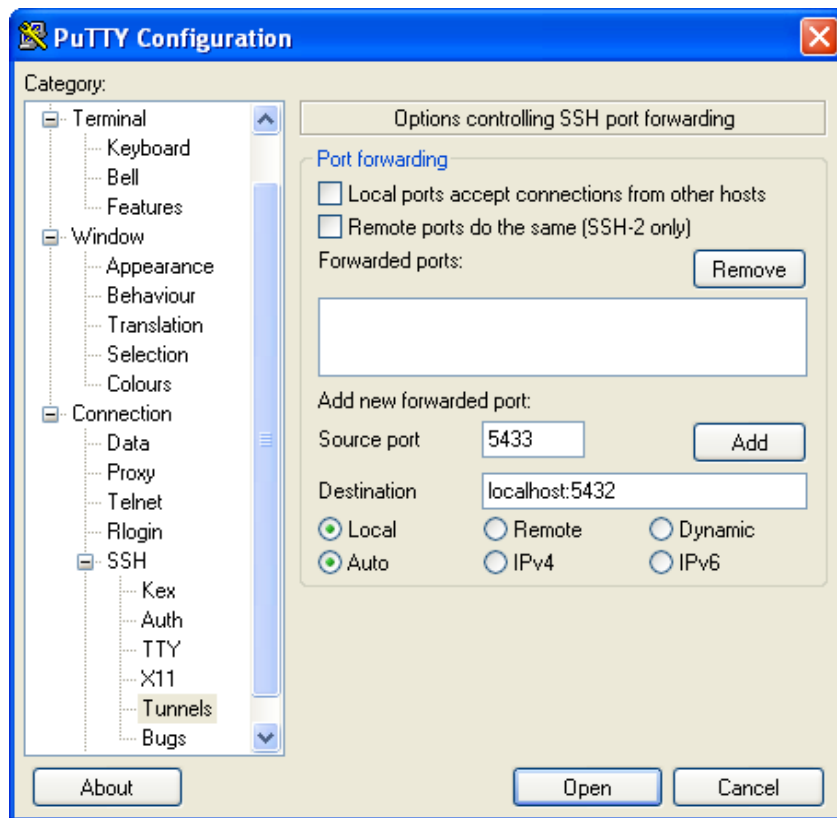 PuTTY Configuration
Category:
Terminal
Keyboard
Bell
Features
Window
Appearance
Behaviour
Translation
Selection
Colours
Connection
Data
Proxy
Telnet
Rlogin
SSH
Kex
Auth
TTY
X11
Tunnels
Bugs
Options controlling SSH port forwarding
Port forwarding
Local ports accept connections from other hosts
Remote ports do the same (SSH-2 only)
Forwarded ports:
Remove
Add new forwarded port:
Source port 5433 Add
Destination localhost:5432
Local Remote Dynamic
Auto IPv4 IPv6
About Open Cancel